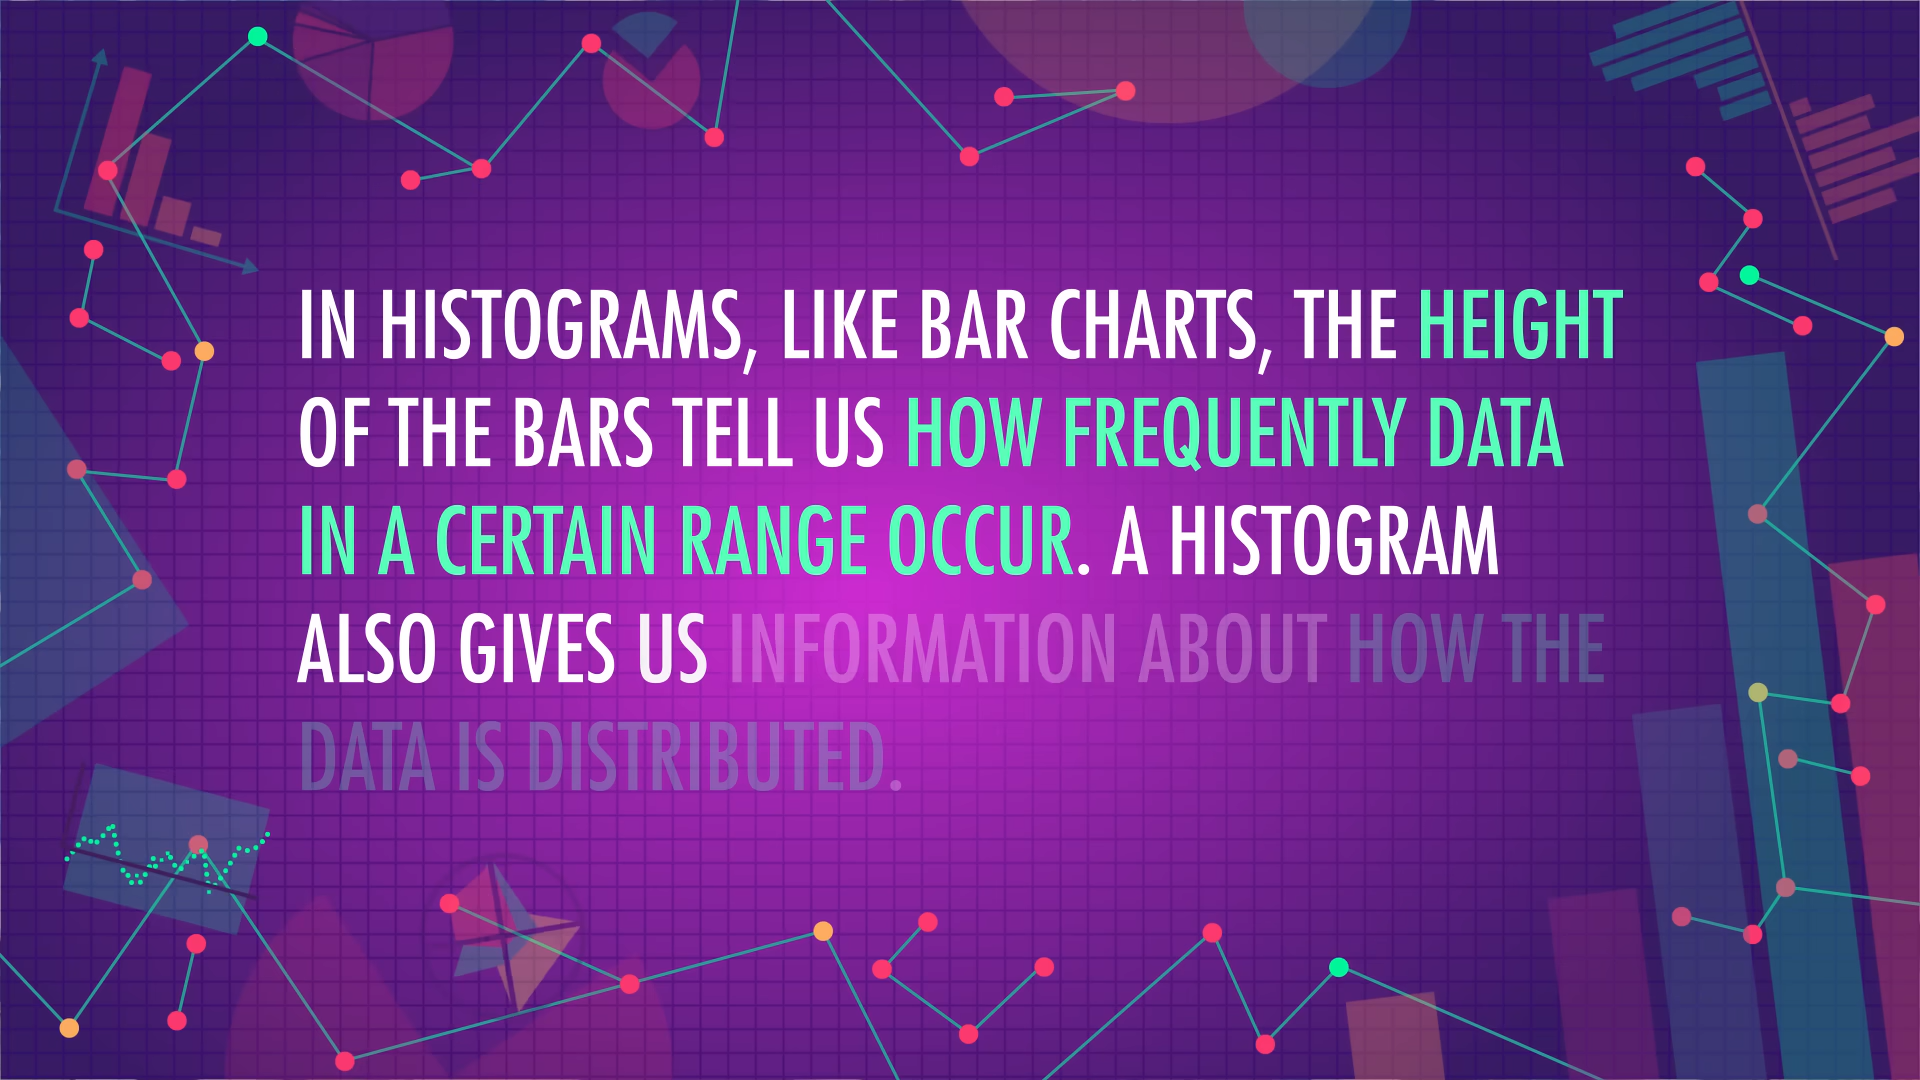 IN HISTOGRAMS, LIKE BAR CHARTS, THE HEIGHT
OF THE BARS TELL US HOW FREQUENTLY DATA
IN A CERTAIN RANGE OCCUR. A HISTOGRAM
ALSO GIVES US INFORMATION ABOUT HOW THE
DATA IS DISTRIBUTED.